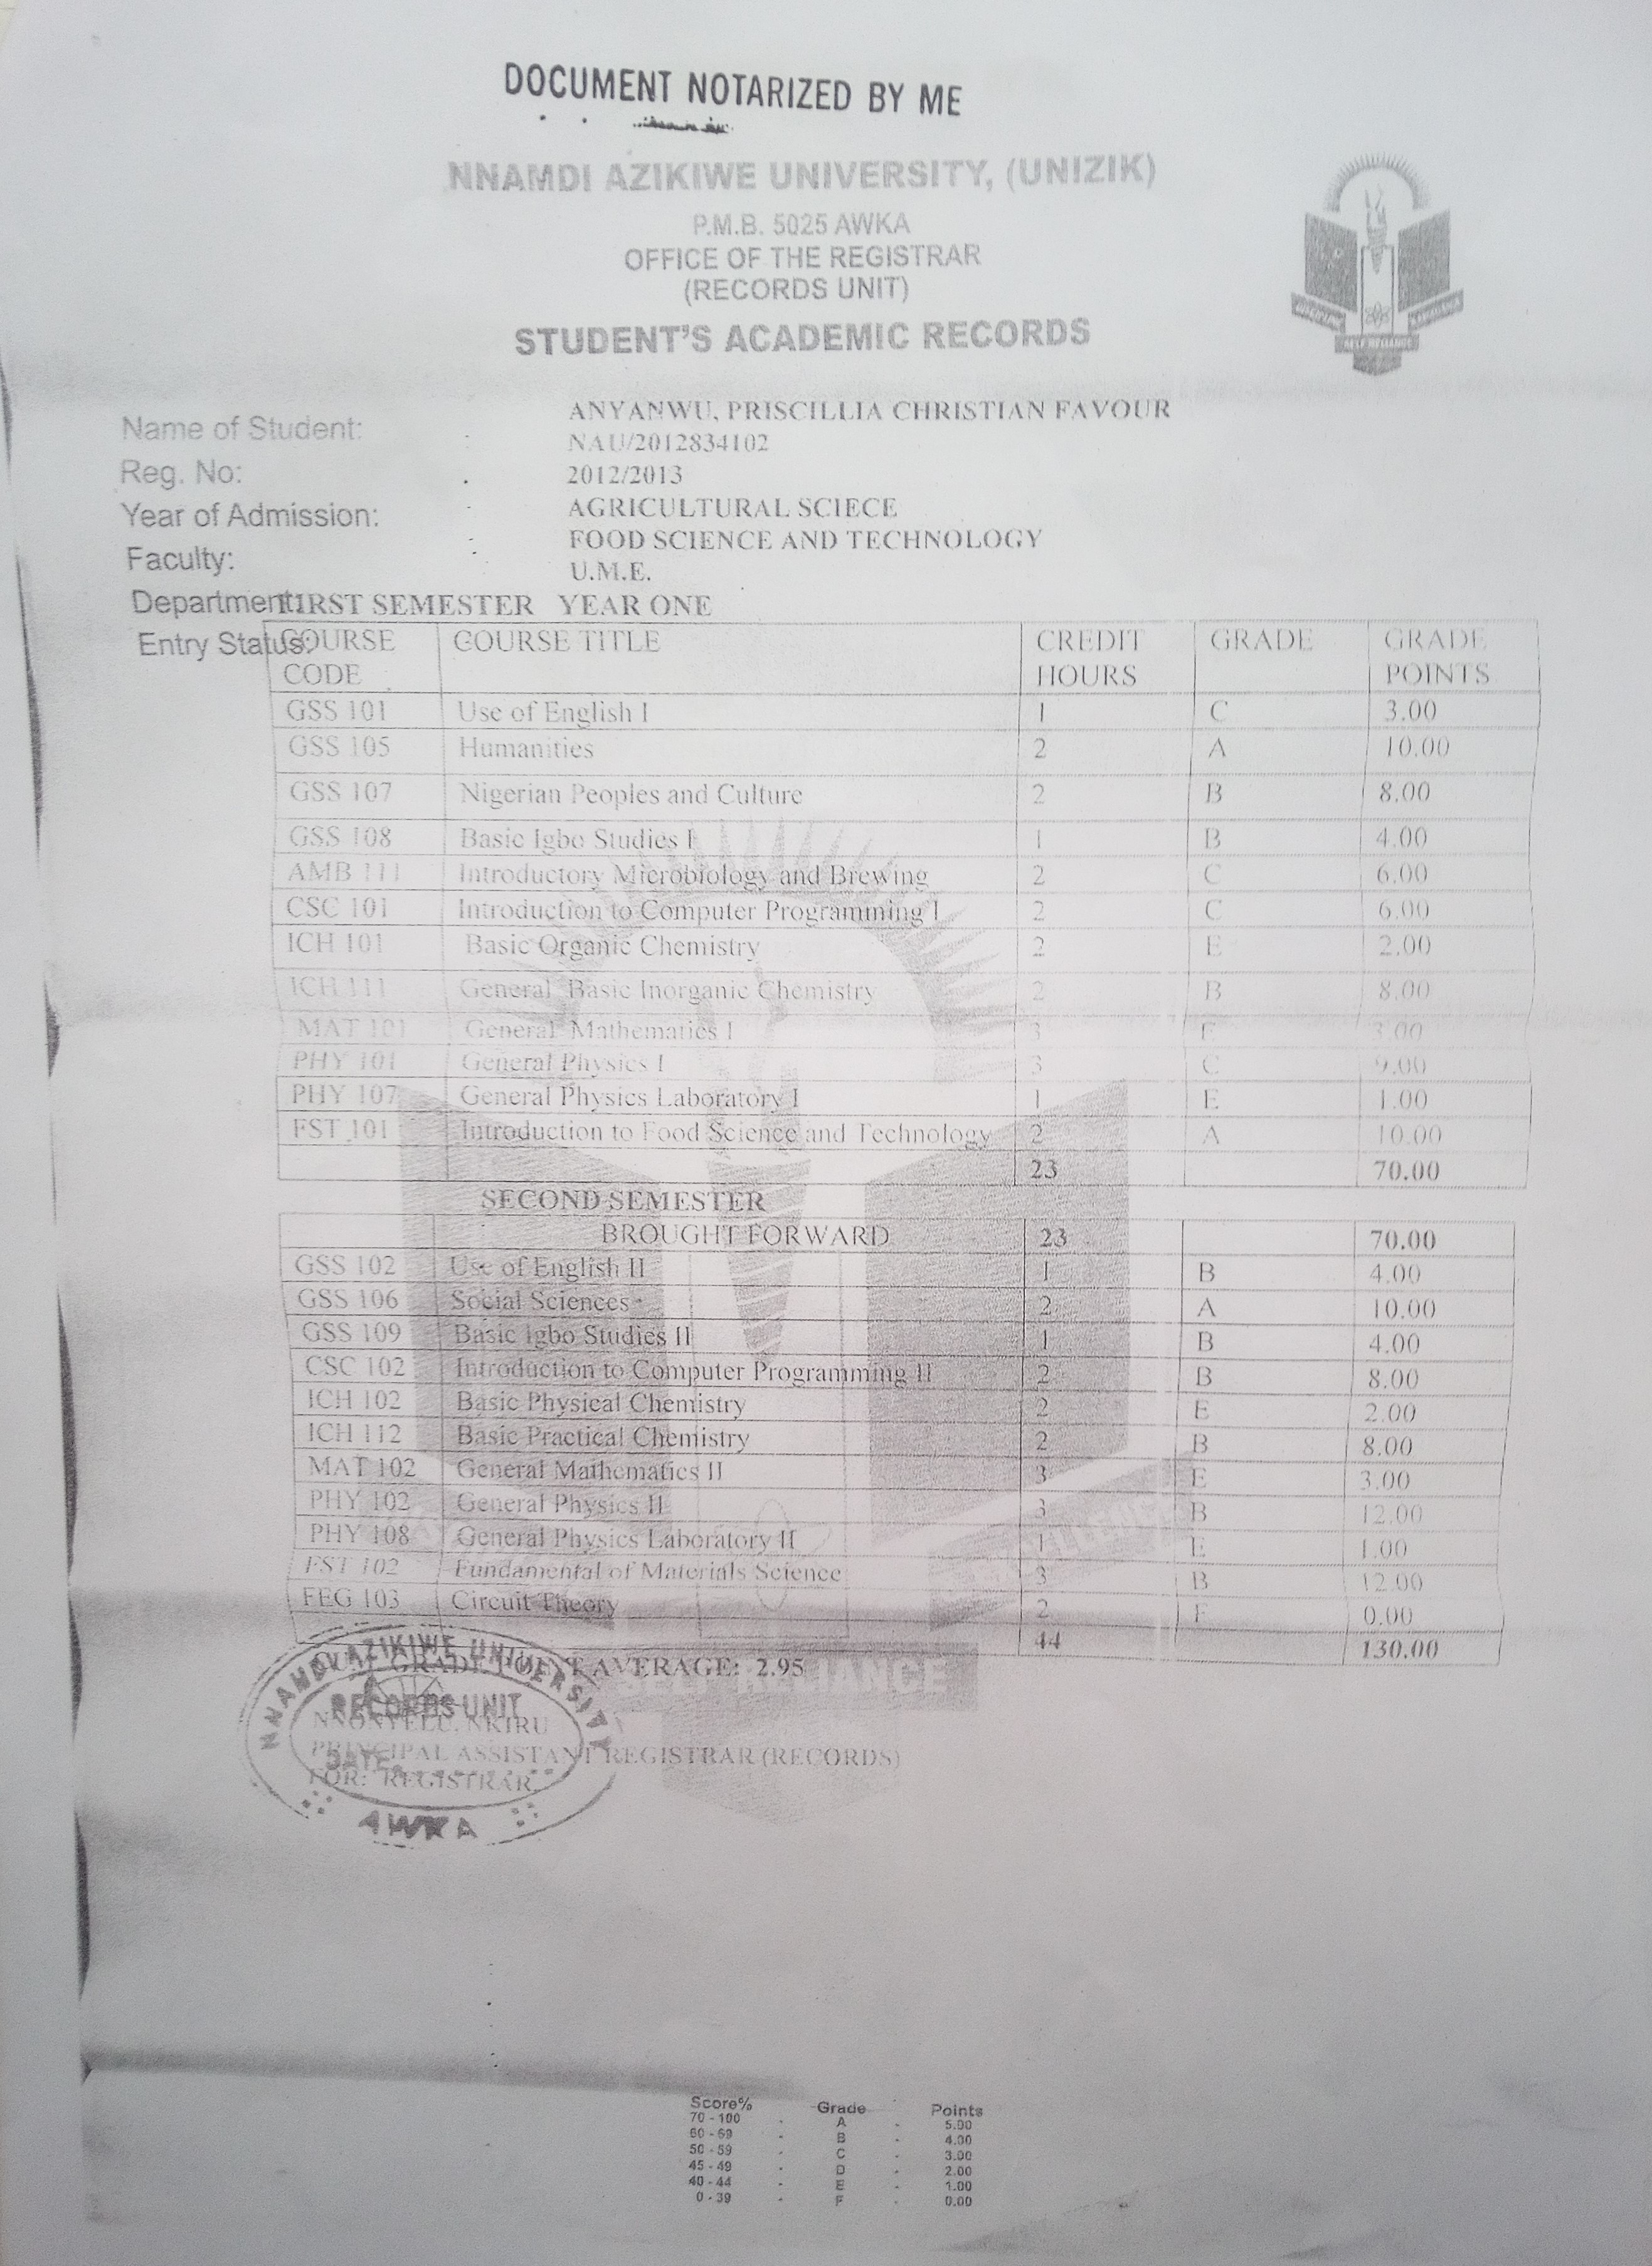 DOCUMENT NOTARIZED BY ME
NNAMDI AZIKIWE UNIVERSITY, (UNIZIK)
P.M.B. 5025 AWKA
OFFICE OF THE REGISTRAR
(RECORDS UNIT)
STUDENT'S ACADEMIC RECORDS
SELF RELIANCE
Name of Student: ANYANWU, PRISCILLIA CHRISTIAN FAVOUR
Reg. No: : NAU/2012834102
Year of Admission: . 2012/2013
Faculty: AGRICULTURAL SCIECE
Department: FOOD SCIENCE AND TECHNOLOGY
Entry Status: U.M.E.
FIRST SEMESTER YEAR ONE
COURSE CODE COURSE TITLE CREDIT HOURS GRADE GRADE POINTS
GSS 101 Use of English I 1 C 3.00
GSS 105 Humanities 2 A 10.00
GSS 107 Nigerian Peoples and Culture 2 B 8.00
GSS 108 Basic Igbo Studies I 1 B 4.00
AMB 111 Introductory Microbiology and Brewing 2 C 6.00
CSC 101 Introduction to Computer Programming I 2 C 6.00
ICH 101 Basic Organic Chemistry 2 E 2.00
ICH 111 General Basic Inorganic Chemistry 2 B 8.00
MAT 101 General Mathematics I 3 E 3.00
PHY 101 General Physics I 3 C 9.00
PHY 107 General Physics Laboratory I 1 E 1.00
FST 101 Introduction to Food Science and Technology 2 A 10.00
23 70.00
SECOND SEMESTER
BROUGHT FORWARD 23 70.00
GSS 102 Use of English II 1 B 4.00
GSS 106 Social Sciences 2 A 10.00
GSS 109 Basic Igbo Studies II 1 B 4.00
CSC 102 Introduction to Computer Programming II 2 B 8.00
ICH 102 Basic Physical Chemistry 2 E 2.00
ICH 112 Basic Practical Chemistry 2 B 8.00
MAT 102 General Mathematics II 3 E 3.00
PHY 102 General Physics II 3 B 12.00
PHY 108 General Physics Laboratory II 1 E 1.00
FST 102 Fundamental of Materials Science 3 B 12.00
FEG 103 Circuit Theory 2 F 0.00
44 130.00
GRADE POINT AVERAGE: 2.95
SELF RELIANCE
NNAMDI AZIKIWE UNIVERSITY
RECORDS UNIT
DATE
AWKA
NNONYELU, NKIRU
PRINCIPAL ASSISTANT REGISTRAR (RECORDS)
FOR: REGISTRAR
Score% - Grade - Points
70 - 100 - A - 5.00
60 - 69 - B - 4.00
50 - 59 - C - 3.00
45 - 49 - D - 2.00
40 - 44 - E - 1.00
0 - 39 - F - 0.00